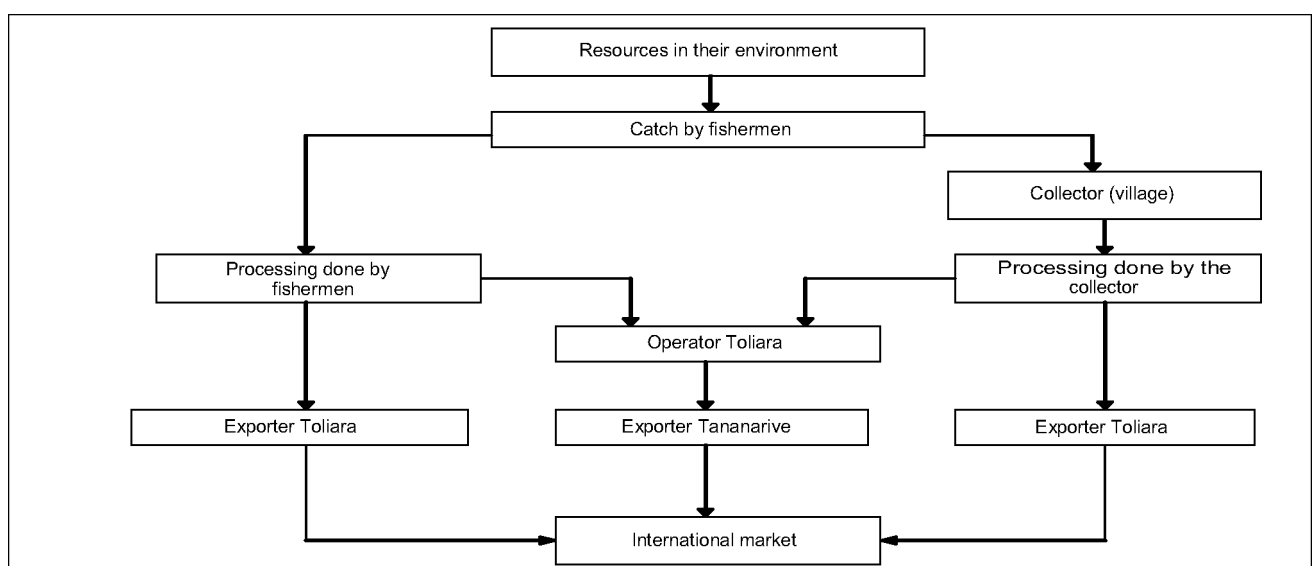 Resources in their environment
Catch by fishermen
Collector (village)
Processing done by
fishermen
Processing done by the
collector
Operator Toliara
Exporter Toliara
Exporter Tananarive
Exporter Toliara
International market